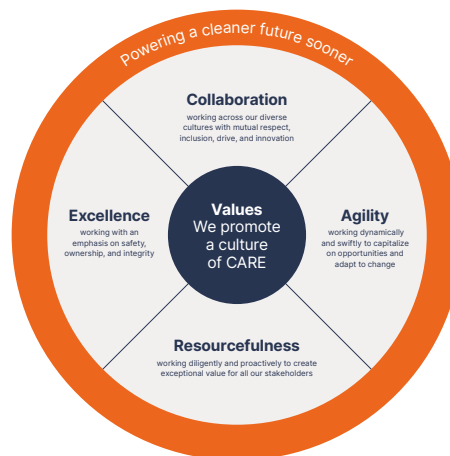 Powering a cleaner future sooner
Collaboration
working across our diverse
cultures with mutual respect,
inclusion, drive, and innovation
Excellence
working with an
emphasis on safety,
ownership, and integrity
Values
We promote
a culture
of CARE
Agility
working dynamically
and swiftly to capitalize
on opportunities and
adapt to change
Resourcefulness
working diligently and proactively to create
exceptional value for all our stakeholders